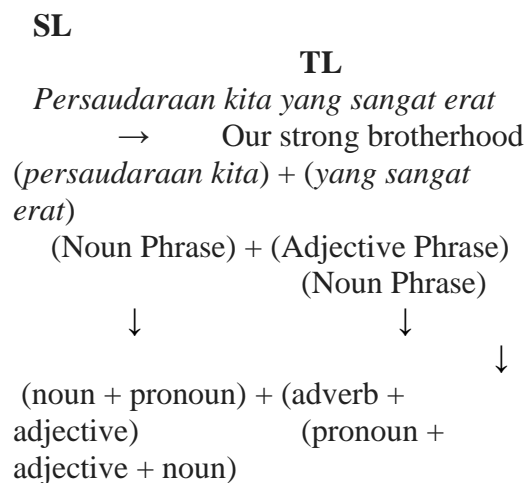 SL
TL
Persaudaraan kita yang sangat erat
→ Our strong brotherhood
(persaudaraan kita) + (yang sangat
erat)
(Noun Phrase) + (Adjective Phrase)
(Noun Phrase)
↓ ↓
↓
(noun + pronoun) + (adverb +
adjective) (pronoun +
adjective + noun)